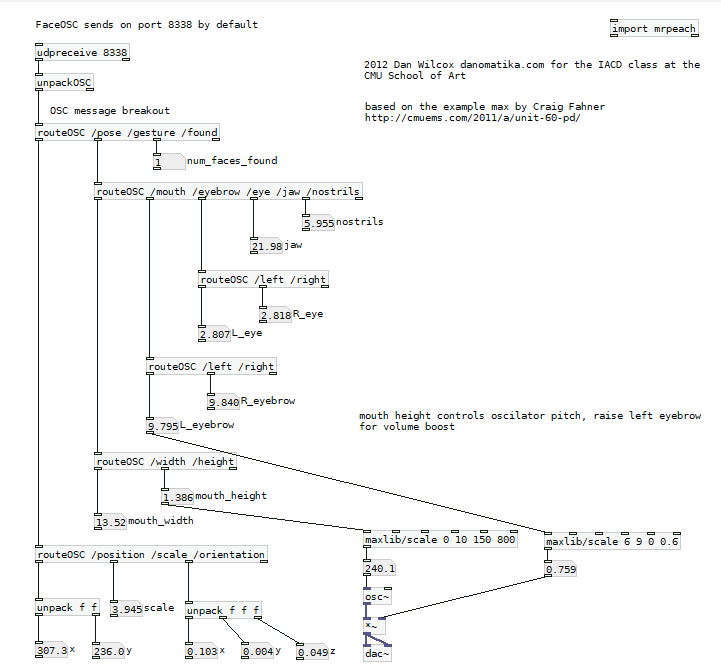 FaceOSC sends on port 8338 by default
import mrpeach
udpreceive 8338
2012 Dan Wilcox danomatika.com for the IACD class at the
CMU School of Art
unpackOSC
based on the example max by Craig Fahner
http://cmuems.com/2011/a/unit-60-pd/
OSC message breakout
routeOSC /pose /gesture /found
1 num_faces_found
routeOSC /mouth /eyebrow /eye /jaw /nostrils
5.955 nostrils
21.98 jaw
routeOSC /left /right
2.818 R_eye
2.807 L_eye
routeOSC /left /right
9.840 R_eyebrow
9.795 L_eyebrow
mouth height controls oscilator pitch, raise left eyebrow
for volume boost
routeOSC /width /height
1.386 mouth_height
13.52 mouth_width
maxlib/scale 0 10 150 800
maxlib/scale 6 9 0 0.6
routeOSC /position /scale /orientation
240.1
0.759
osc~
unpack f f
3.945 scale
unpack f f f
*~
307.3 x
236.0 y
0.103 x
0.004 y
0.049 z
dac~